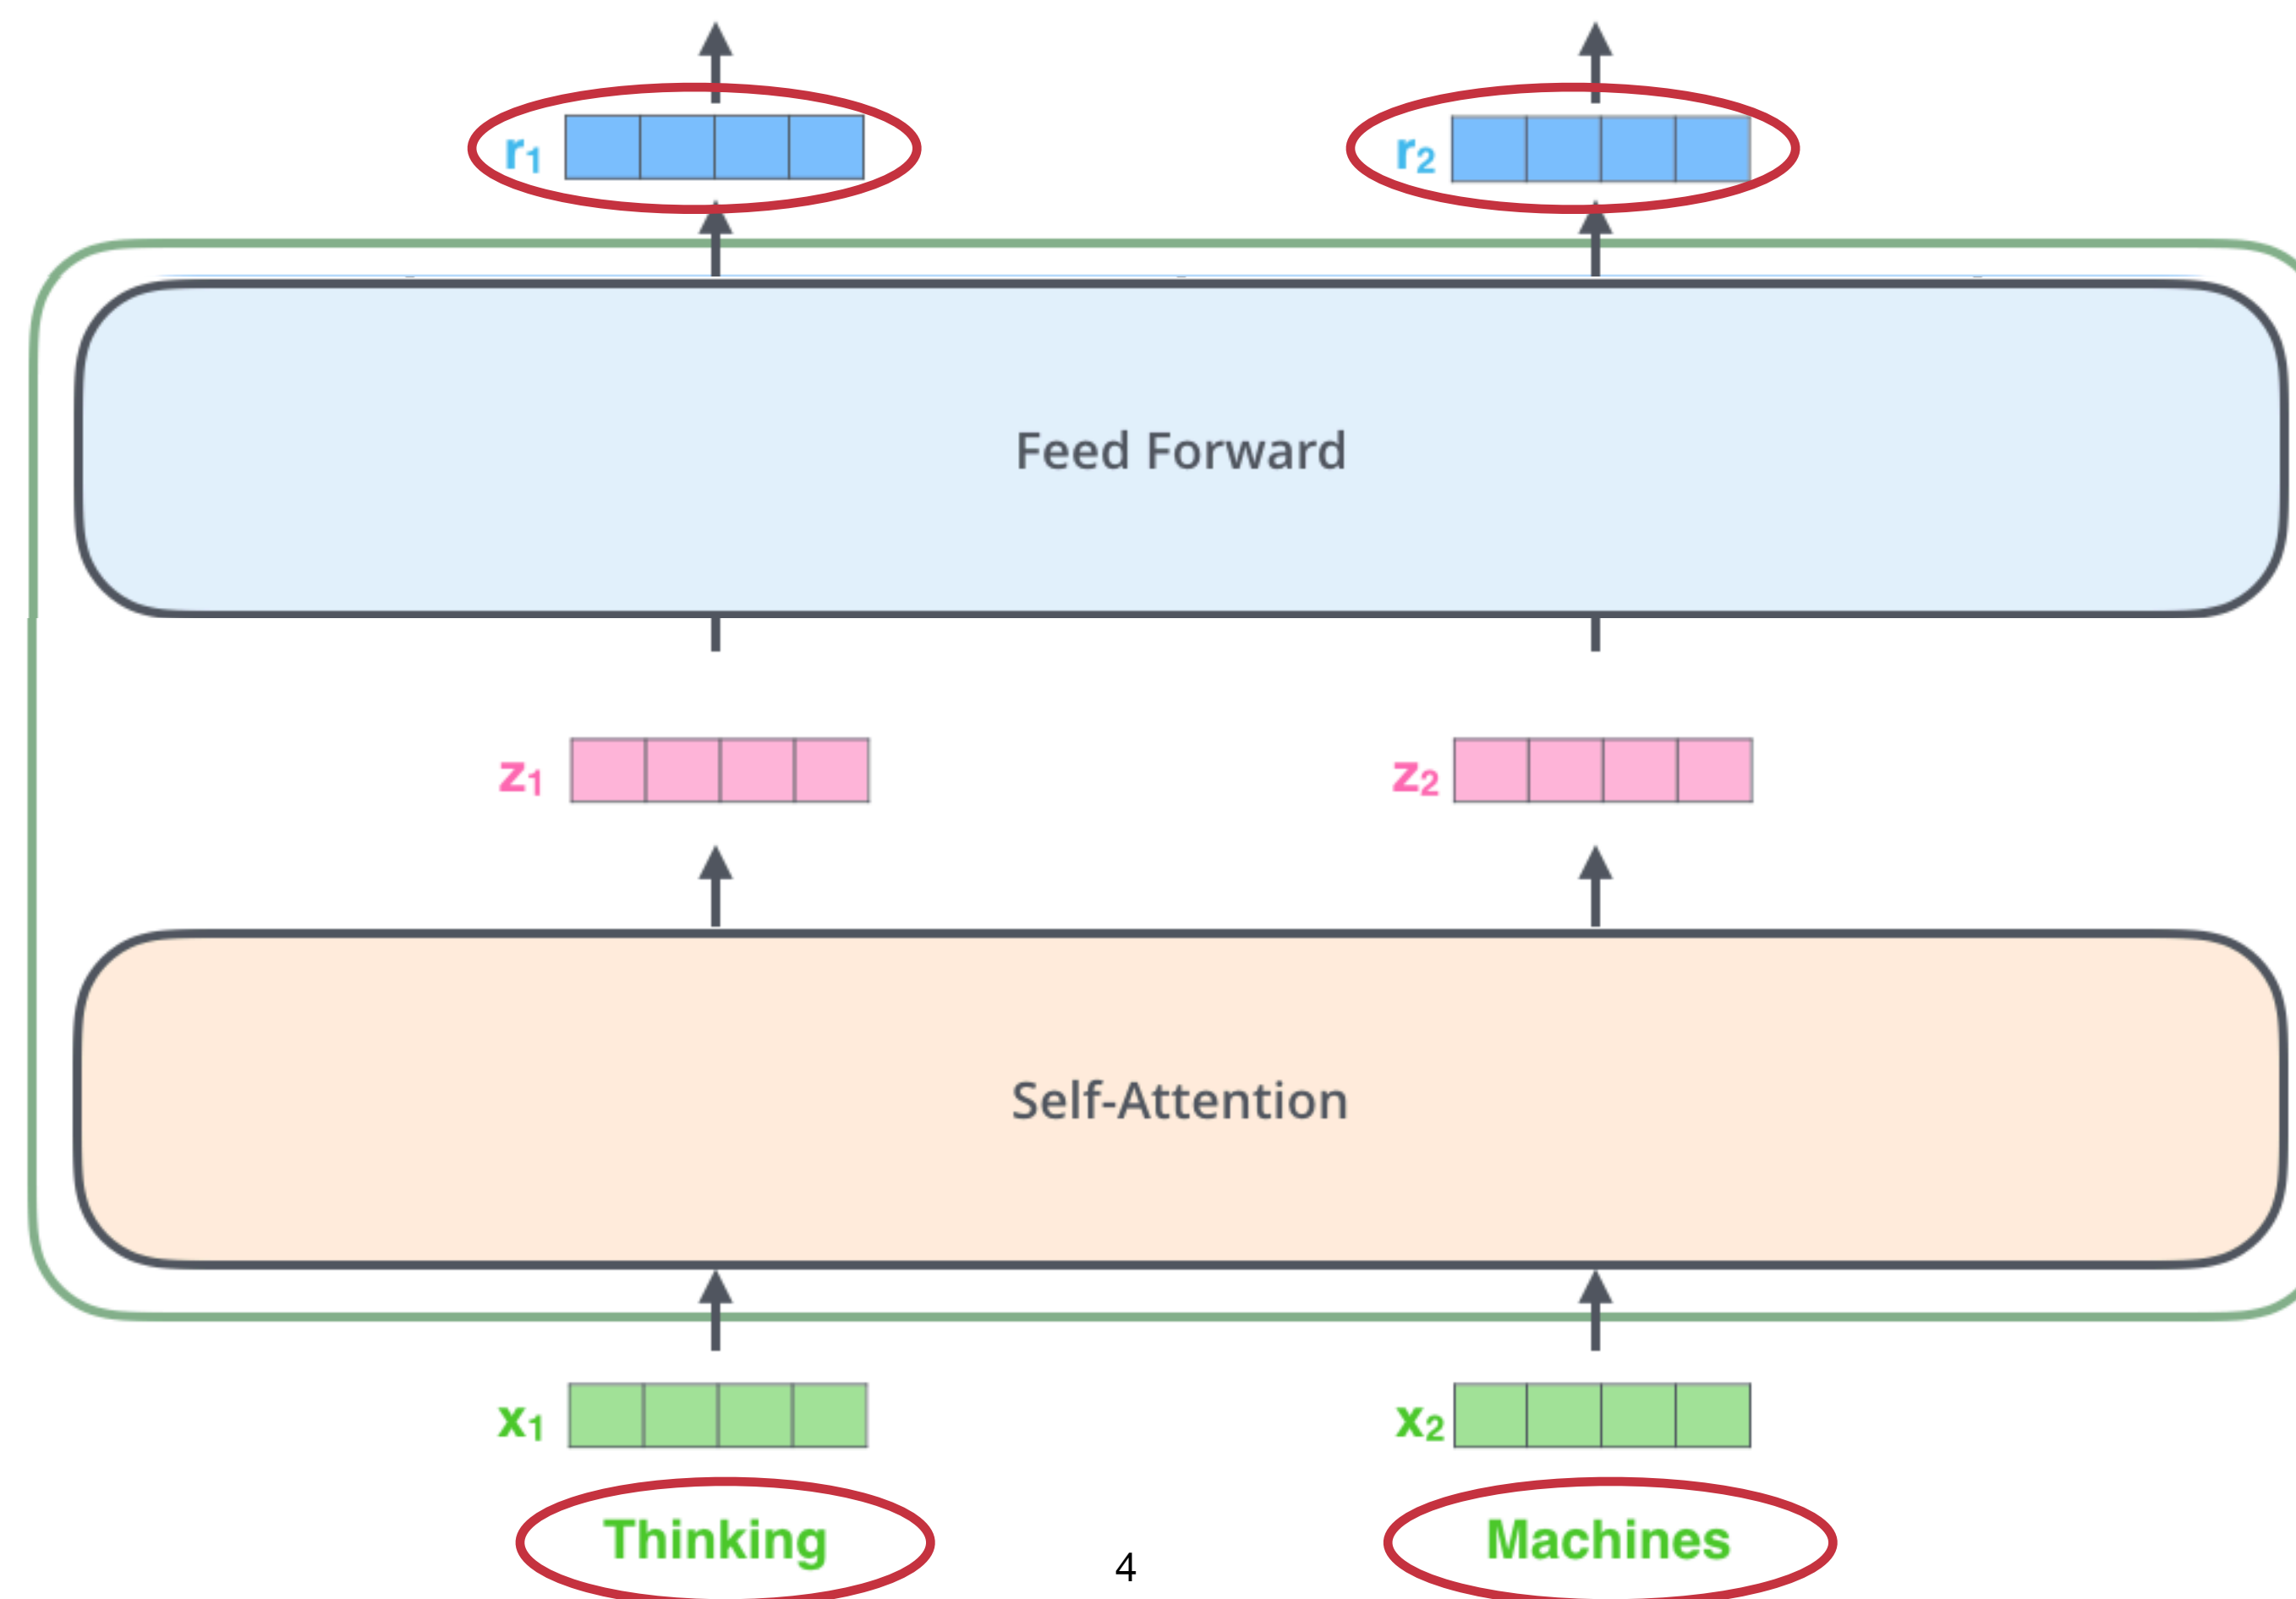 r₁ r₂
Feed Forward
z₁ z₂
Self-Attention
x₁ x₂
Thinking Machines
4